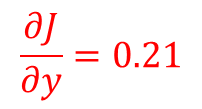 ∂J/∂y = 0.21